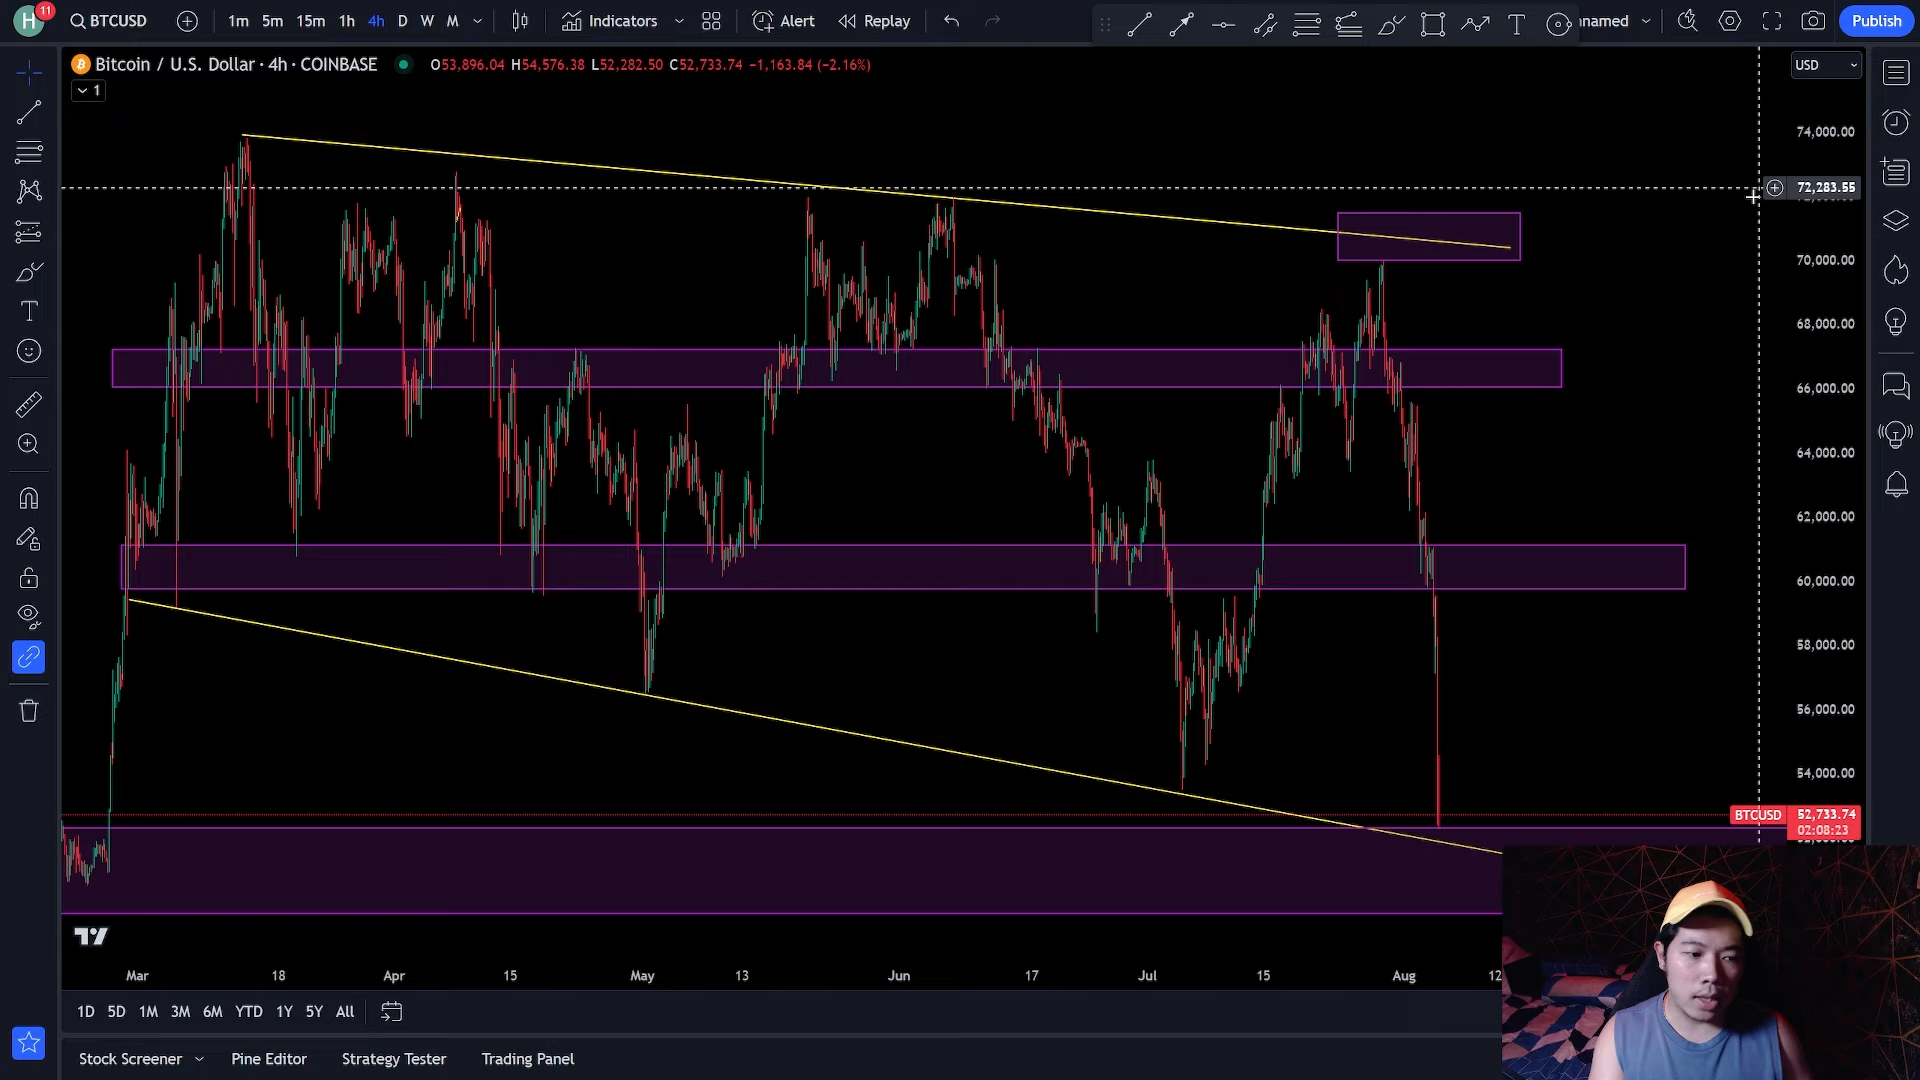 H 11 BTCUSD 1m 5m 15m 1h 4h D W M Indicators Alert Replay nnamed Publish
Bitcoin / U.S. Dollar · 4h · COINBASE O53,896.04 H54,576.38 L52,282.50 C52,733.74 −1,163.84 (−2.16%) USD
1
74,000.00
72,283.55
70,000.00
68,000.00
66,000.00
64,000.00
62,000.00
60,000.00
58,000.00
56,000.00
54,000.00
BTCUSD 52,733.74
02:08:23
Mar 18 Apr 15 May 13 Jun 17 Jul 15 Aug 12
1D 5D 1M 3M 6M YTD 1Y 5Y All
Stock Screener Pine Editor Strategy Tester Trading Panel